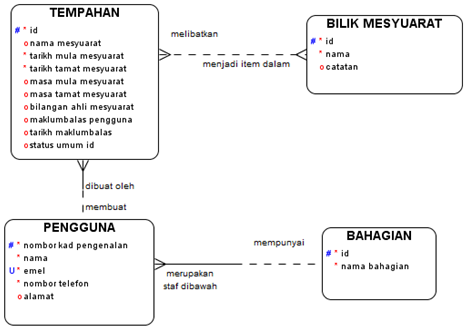 TEMPAHAN
# * id
o nama mesyuarat
* tarikh mula mesyuarat
* tarikh tamat mesyuarat
o masa mula mesyuarat
o masa tamat mesyuarat
o bilangan ahli mesyuarat
o maklumbalas pengguna
o tarikh maklumbalas
o status umum id
melibatkan
menjadi item dalam
BILIK MESYUARAT
# * id
* nama
o catatan
dibuat oleh
membuat
PENGGUNA
# * nombor kad pengenalan
* nama
U * emel
* nombor telefon
o alamat
mempunyai
merupakan
staf dibawah
BAHAGIAN
# * id
* nama bahagian